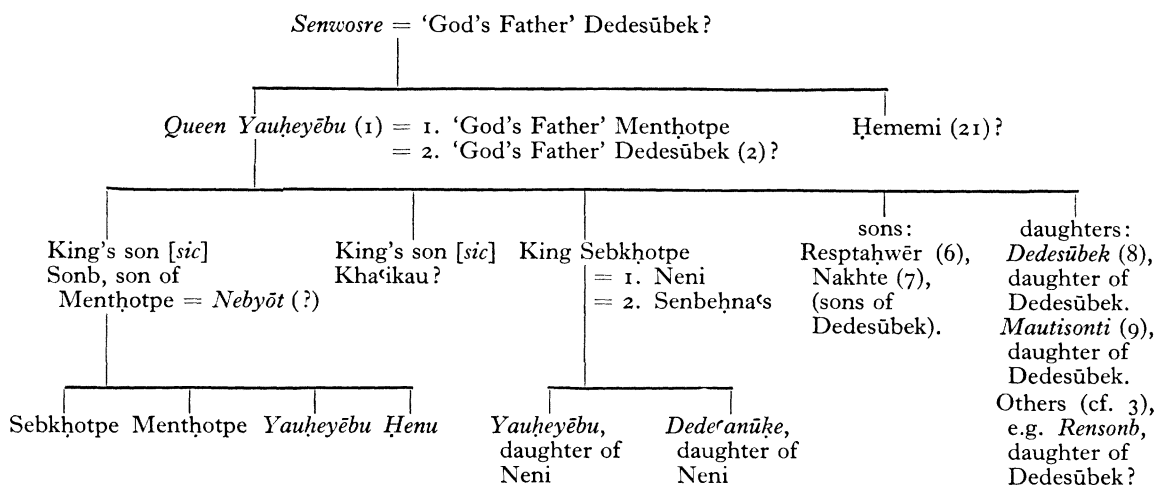 Senwosre = ‘God's Father’ Dedesūbek?
Queen Yauḥeyēbu (1) = 1. ‘God's Father’ Menthotpe
= 2. ‘God's Father’ Dedesūbek (2)?
Ḥememi (21)?
King's son [sic]
Sonb, son of
Menthotpe = Nebyōt (?)
King's son [sic]
Khaʿikau?
King Sebkḥotpe
= 1. Neni
= 2. Senbeḥnaʿs
sons:
Resptaḥwēr (6),
Nakhte (7),
(sons of
Dedesūbek).
daughters:
Dedesūbek (8),
daughter of
Dedesūbek.
Mautisonti (9),
daughter of
Dedesūbek.
Others (cf. 3),
e.g. Rensonb,
daughter of
Dedesūbek?
Sebkḥotpe Menthotpe Yauḥeyēbu Ḥenu
Yauḥeyēbu,
daughter of
Neni
Dedeʿanūḳe,
daughter of
Neni